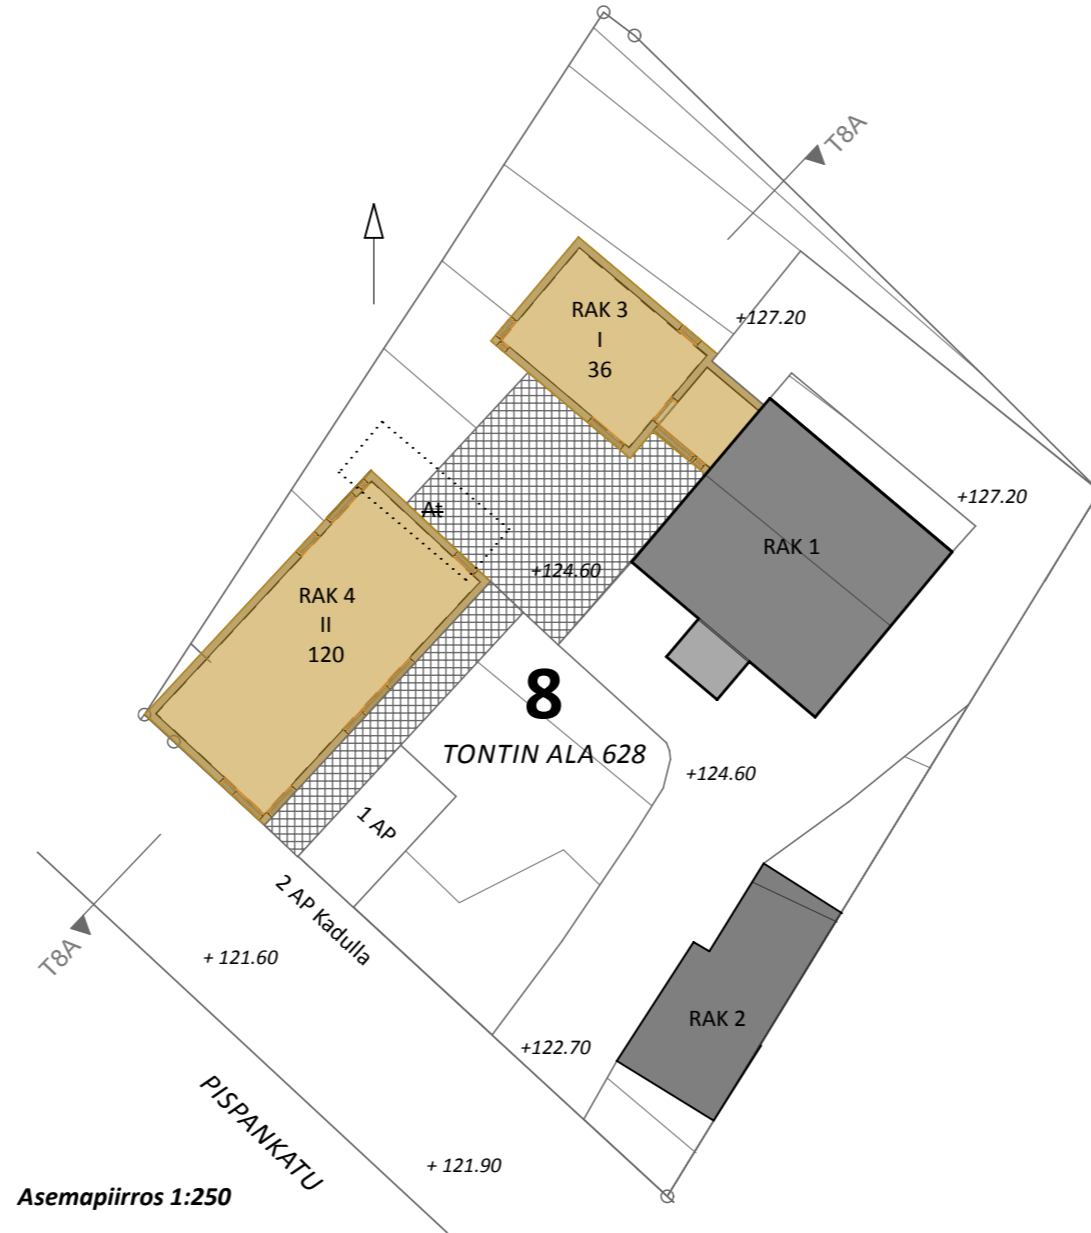 T8A
RAK 3
I
36
+127.20
+127.20
At
RAK 1
+124.60
RAK 4
II
120
8
TONTIN ALA 628
+124.60
1 AP
2 AP Kadulla
T8A
+ 121.60
RAK 2
+122.70
PISPANKATU
+ 121.90
Asemapiirros 1:250